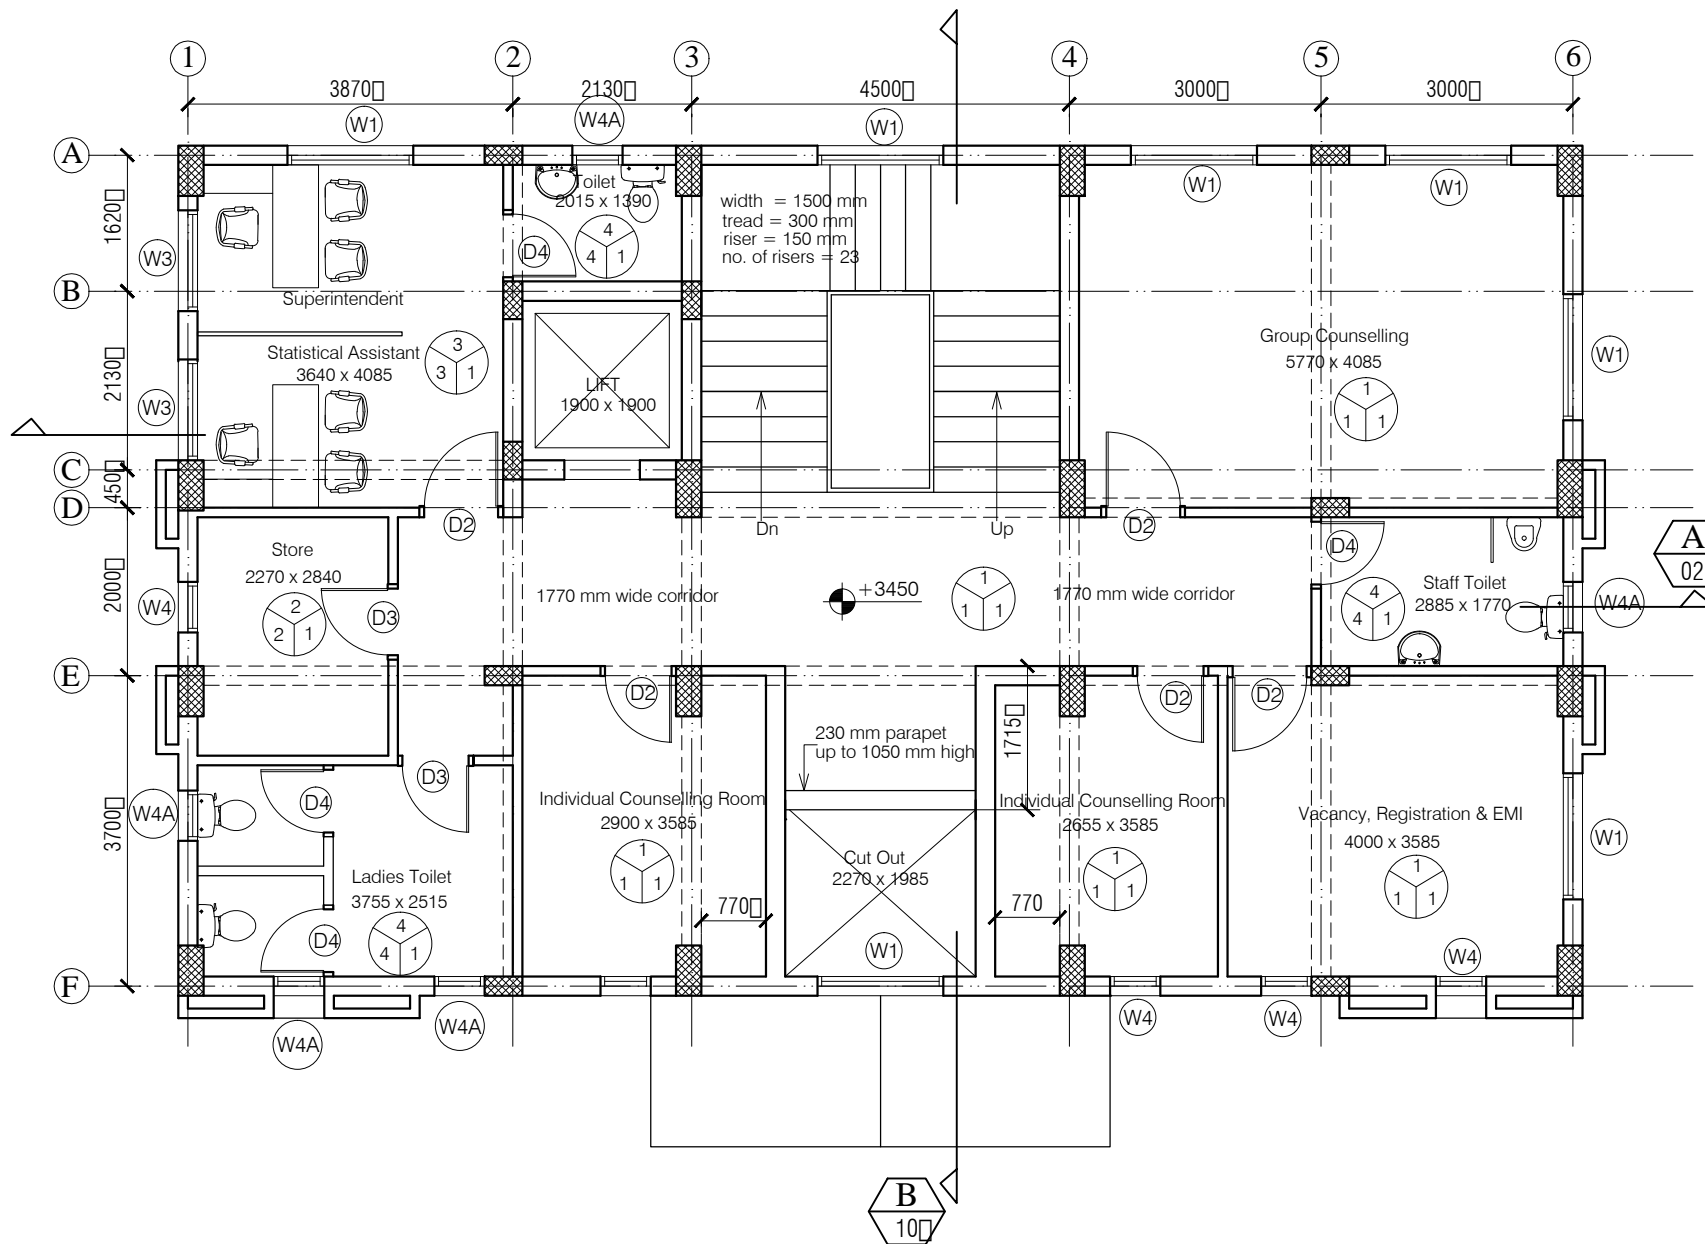 1 2 3 4 5 6
3870 2130 4500 3000 3000
W1 W4A W1 W1 W1
A
Toilet
2015 x 1390
4
4 1
D4
width = 1500 mm
tread = 300 mm
riser = 150 mm
no. of risers = 23
1620
W3
B
Superintendent
Statistical Assistant
3640 x 4085
3
3 1
LIFT
1900 x 1900
Group Counselling
5770 x 4085
1
1 1
W1
2130
W3
C
450
D
D2
Dn
Up
D2
D4
Store
2270 x 2840
2
2 1
D3
2000
W4
1770 mm wide corridor
+3450
1
1 1
1770 mm wide corridor
Staff Toilet
2885 x 1770
4
4 1
W4A
A
02
E
D2
D2
D2
1715
230 mm parapet
up to 1050 mm high
D3
D4
W4A
3700
Individual Counselling Room
2900 x 3585
1
1 1
Individual Counselling Room
2655 x 3585
1
1 1
Vacancy, Registration & EMI
4000 x 3585
1
1 1
W1
Cut Out
2270 x 1985
Ladies Toilet
3755 x 2515
4
4 1
D4
770
770
W1
W4
F
W4A
W4A
W4
W4
B
10